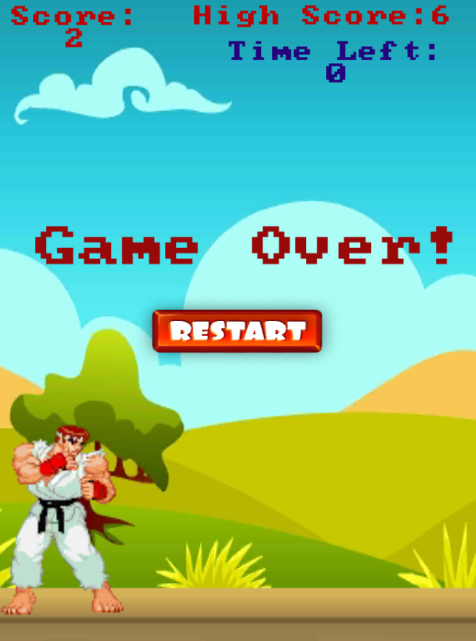 Score:
2
High Score:6
Time Left:
0
Game Over!
RESTART